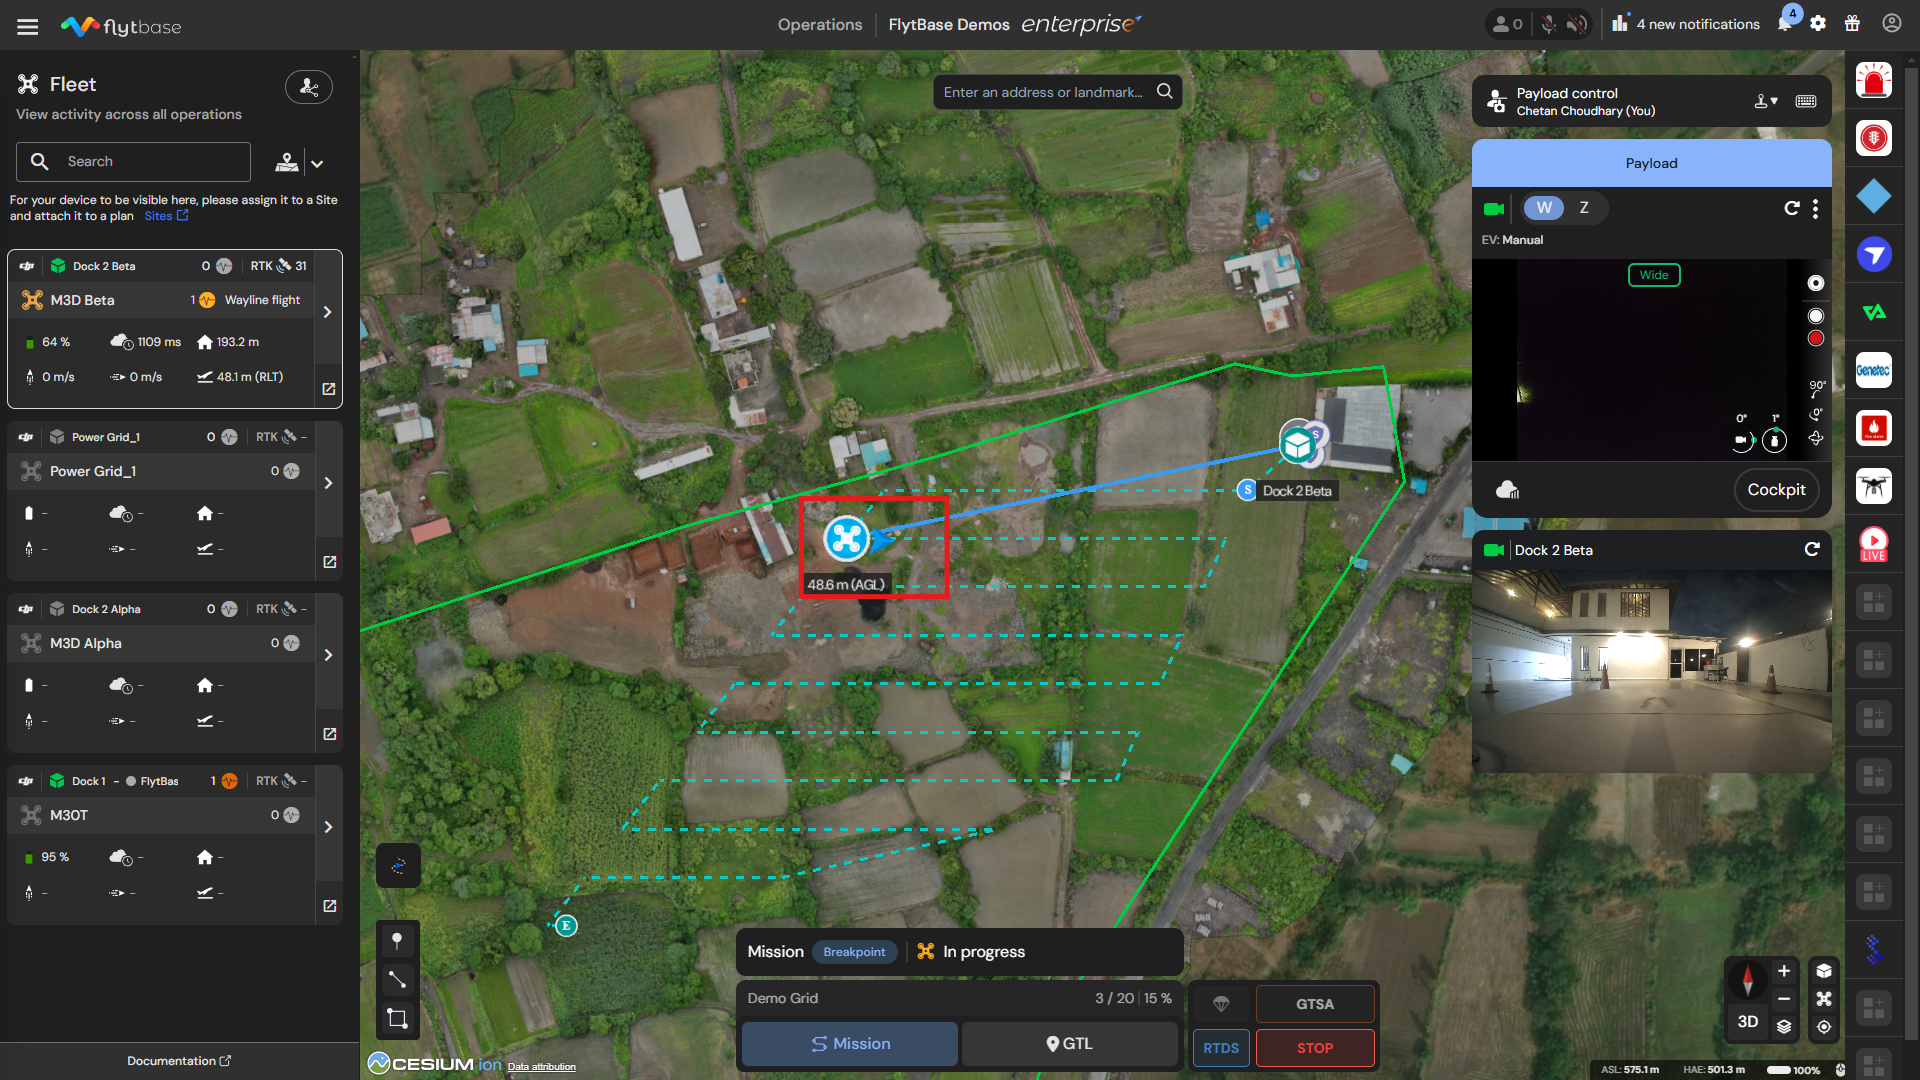 flytbase
Operations
FlytBase Demos enterprise
0
4 new notifications
4
Fleet
View activity across all operations
Search
For your device to be visible here, please assign it to a Site
and attach it to a plan Sites
Dock 2 Beta 0 RTK 31
M3D Beta 1 Wayline flight
64 % 1109 ms 193.2 m
0 m/s 0 m/s 48.1 m (RLT)
Power Grid_1 0 RTK -
Power Grid_1 0
- - -
- - -
Dock 2 Alpha 0 RTK -
M3D Alpha 0
- - -
- - -
Dock 1 - FlytBas 1 RTK -
M30T 0
95 % - -
- - -
Documentation
Enter an address or landmark...
S
S Dock 2 Beta
48.6 m (AGL)
E
Mission Breakpoint In progress
Demo Grid 3 / 20 15 %
Mission GTL
GTSA
RTDS STOP
CESIUM ion Data attribution
Payload control
Chetan Choudhary (You)
Payload
W Z
EV: Manual
Wide
90°
0°
0° 1°
Cockpit
Dock 2 Beta
Genetec
LIVE
3D
ASL: 575.1 m HAE: 501.3 m 100%